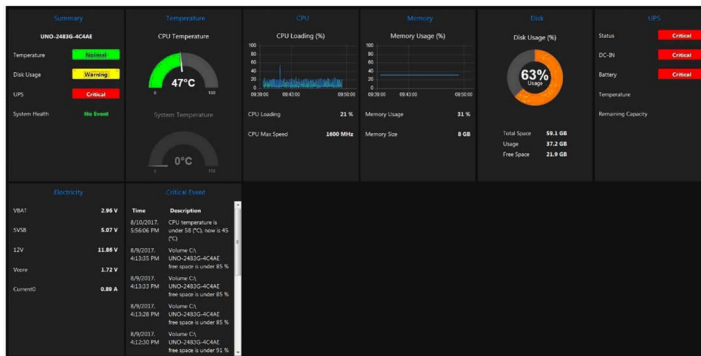 Summary
UNO-2483G-4C4AE
Temperature Normal
Disk Usage Warning
UPS Critical
System Health No Event
Temperature
CPU Temperature
47°C
0 100
System Temperature
0°C
0 100
CPU
CPU Loading (%)
100
80
60
40
20
0
09:39:00 09:43:00 09:50:00
CPU Loading 21 %
CPU Max Speed 1600 MHz
Memory
Memory Usage (%)
100
80
60
40
20
0
09:39:00 09:43:00 09:50:00
Memory Usage 31 %
Memory Size 8 GB
Disk
Disk Usage (%)
63%
Usage
Total Space 59.1 GB
Usage 37.2 GB
Free Space 21.9 GB
UPS
Status Critical
DC-IN Critical
Battery Critical
Temperature
Remaining Capacity
Electricity
VBAT 2.96 V
5VSB 5.07 V
12V 11.86 V
Vcore 1.72 V
Current0 0.89 A
Critical Event
Time Description
8/10/2017, CPU temperature is
5:56:06 PM under 58 (°C), now is 45
(°C)
8/9/2017, Volume C:\
4:13:35 PM UNO-2483G-4C4AE
free space is under 85 %
8/9/2017, Volume C:\
4:13:33 PM UNO-2483G-4C4AE
free space is under 85 %
8/9/2017, Volume C:\
4:13:28 PM UNO-2483G-4C4AE
free space is under 85 %
8/9/2017, Volume C:\
4:12:30 PM UNO-2483G-4C4AE
free space is under 91 %